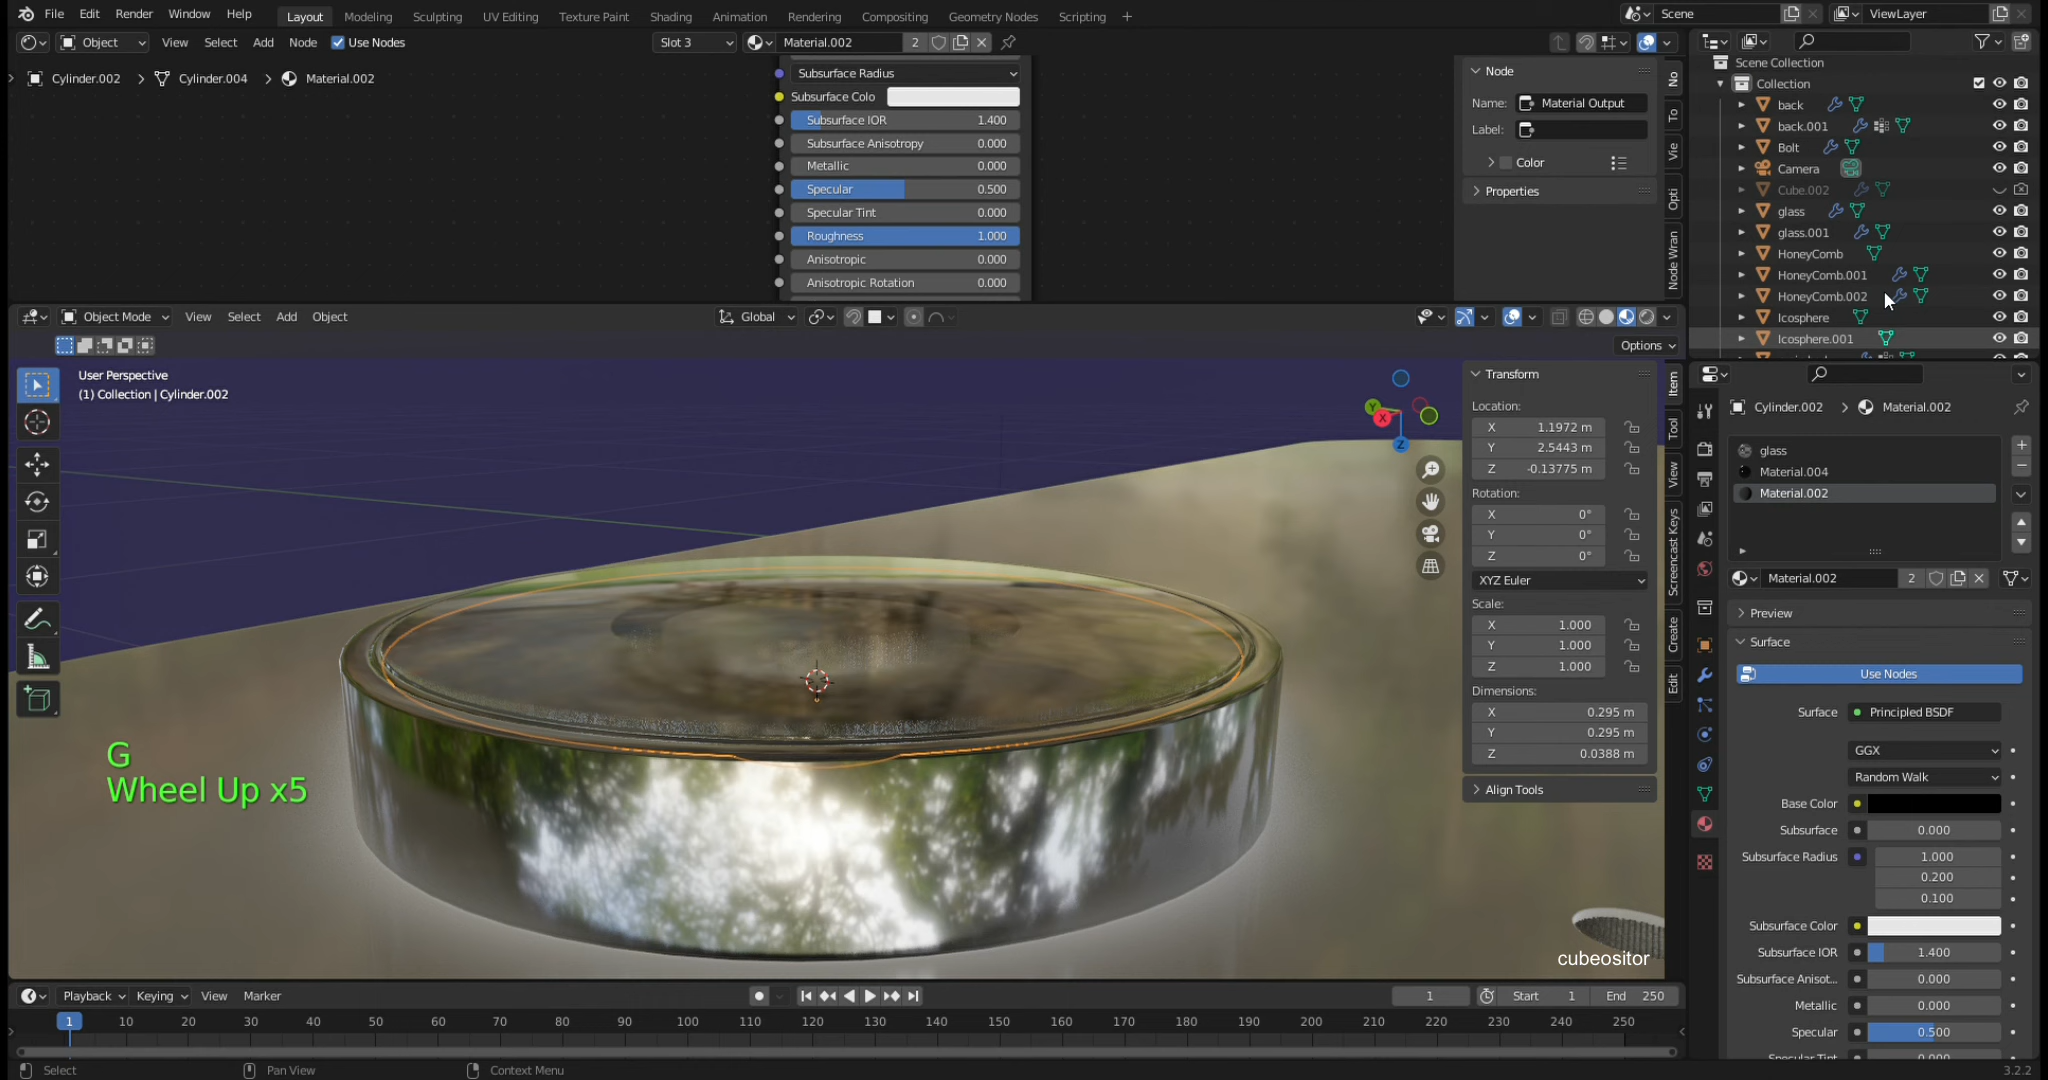 File Edit Render Window Help Layout Modeling Sculpting UV Editing Texture Paint Shading Animation Rendering Compositing Geometry Nodes Scripting + Scene ViewLayer
Object View Select Add Node Use Nodes Slot 3 Material.002 2
Cylinder.002 > Cylinder.004 > Material.002
Subsurface Radius
Subsurface Colo
Subsurface IOR 1.400
Subsurface Anisotropy 0.000
Metallic 0.000
Specular 0.500
Specular Tint 0.000
Roughness 1.000
Anisotropic 0.000
Anisotropic Rotation 0.000
Node
Name: Material Output
Label:
Color
Properties
No
To
Vie
Opti
Node Wran
Scene Collection
Collection
back
back.001
Bolt
Camera
Cube.002
glass
glass.001
HoneyComb
HoneyComb.001
HoneyComb.002
Icosphere
Icosphere.001
Object Mode View Select Add Object Global
Options
User Perspective
(1) Collection | Cylinder.002
Y
X
Z
G
Wheel Up x5
Transform
Location:
X 1.1972 m
Y 2.5443 m
Z -0.13775 m
Rotation:
X 0°
Y 0°
Z 0°
XYZ Euler
Scale:
X 1.000
Y 1.000
Z 1.000
Dimensions:
X 0.295 m
Y 0.295 m
Z 0.0388 m
Align Tools
Item
Tool
View
Screencast Keys
Create
Edit
cubeositor
Cylinder.002 > Material.002
glass
Material.004
Material.002
Material.002 2
Preview
Surface
Use Nodes
Surface Principled BSDF
GGX
Random Walk
Base Color
Subsurface 0.000
Subsurface Radius 1.000
0.200
0.100
Subsurface Color
Subsurface IOR 1.400
Subsurface Anisot... 0.000
Metallic 0.000
Specular 0.500
Playback Keying View Marker 1 Start 1 End 250
1 10 20 30 40 50 60 70 80 90 100 110 120 130 140 150 160 170 180 190 200 210 220 230 240 250
Select Pan View Context Menu 3.2.2